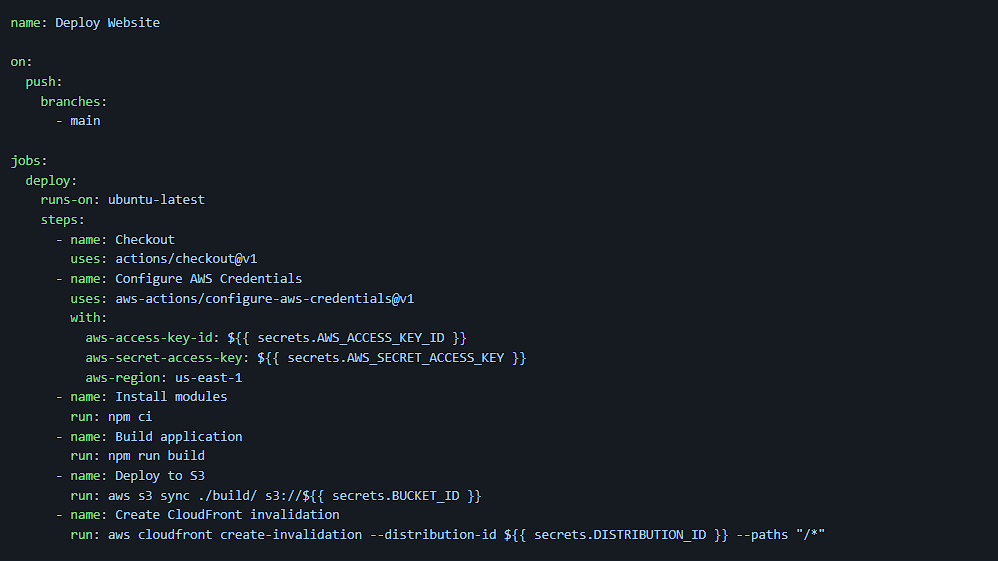 name: Deploy Website

on:
  push:
    branches:
      - main

jobs:
  deploy:
    runs-on: ubuntu-latest
    steps:
      - name: Checkout
        uses: actions/checkout@v1
      - name: Configure AWS Credentials
        uses: aws-actions/configure-aws-credentials@v1
        with:
          aws-access-key-id: ${{ secrets.AWS_ACCESS_KEY_ID }}
          aws-secret-access-key: ${{ secrets.AWS_SECRET_ACCESS_KEY }}
          aws-region: us-east-1
      - name: Install modules
        run: npm ci
      - name: Build application
        run: npm run build
      - name: Deploy to S3
        run: aws s3 sync ./build/ s3://${{ secrets.BUCKET_ID }}
      - name: Create CloudFront invalidation
        run: aws cloudfront create-invalidation --distribution-id ${{ secrets.DISTRIBUTION_ID }} --paths "/*"